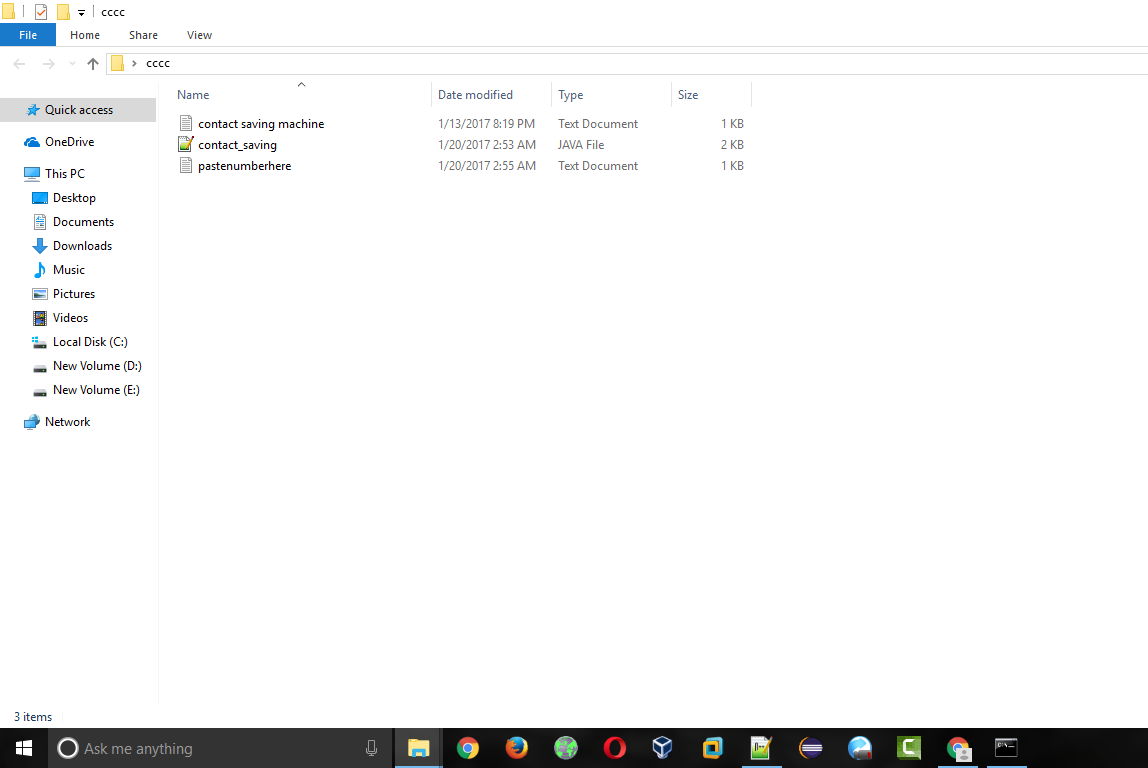 cccc
File Home Share View
cccc
Name Date modified Type Size
contact saving machine 1/13/2017 8:19 PM Text Document 1 KB
contact_saving 1/20/2017 2:53 AM JAVA File 2 KB
pastenumberhere 1/20/2017 2:55 AM Text Document 1 KB
Quick access
OneDrive
This PC
Desktop
Documents
Downloads
Music
Pictures
Videos
Local Disk (C:)
New Volume (D:)
New Volume (E:)
Network
3 items
Ask me anything